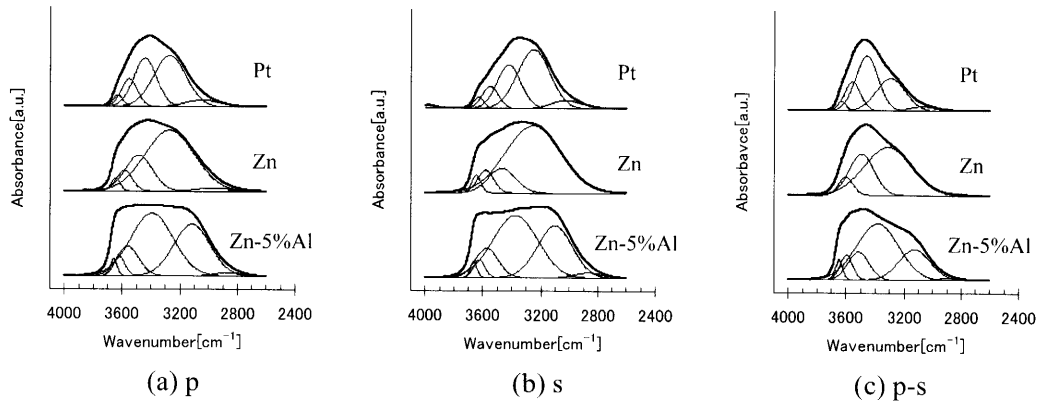 Absorbance[a.u.]
Pt
Zn
Zn-5%Al
4000 3600 3200 2800 2400
Wavenumber[cm⁻¹]
(a) p
Absorbance[a.u.]
Pt
Zn
Zn-5%Al
4000 3600 3200 2800 2400
Wavenumber[cm⁻¹]
(b) s
Absorbavce[a.u.]
Pt
Zn
Zn-5%Al
4000 3600 3200 2800 2400
Wavenumber[cm⁻¹]
(c) p-s